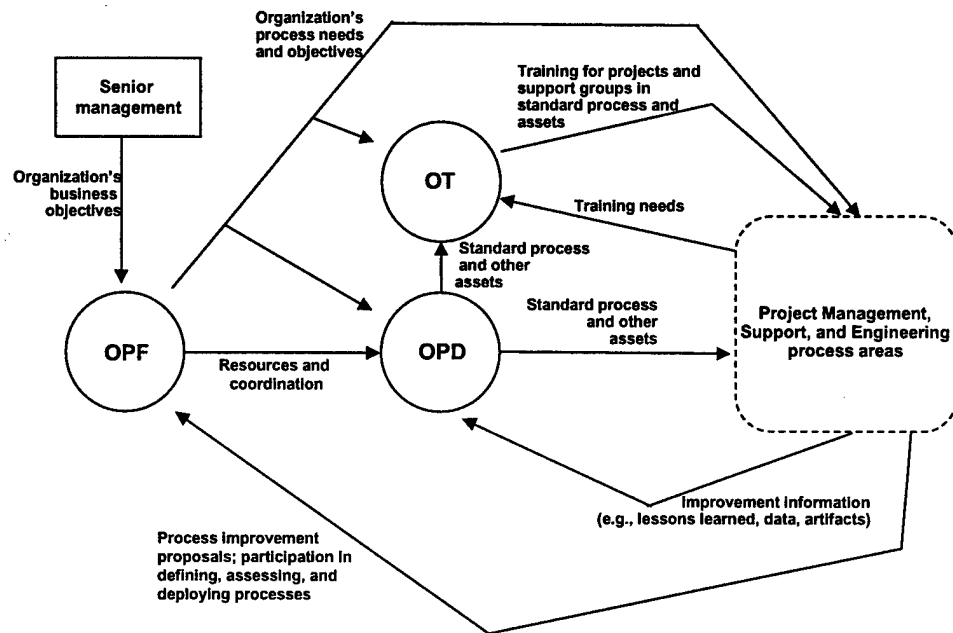 Organization's
process needs
and objectives
Senior
management
Training for projects and
support groups in
standard process and
assets
Organization's
business
objectives
OT
Training needs
Standard process
and other
assets
Standard process
and other
assets
Project Management,
Support, and Engineering
process areas
OPF
OPD
Resources and
coordination
Improvement information
(e.g., lessons learned, data, artifacts)
Process improvement
proposals; participation in
defining, assessing, and
deploying processes